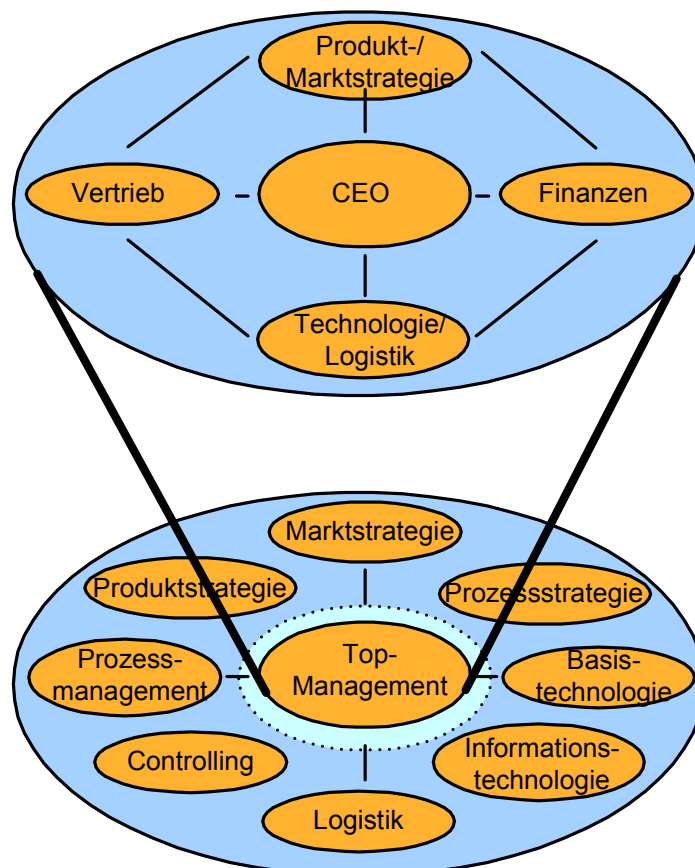 Produkt-/
Marktstrategie
Vertrieb
CEO
Finanzen
Technologie/
Logistik
Marktstrategie
Produktstrategie
Prozessstrategie
Prozess-
management
Top-
Management
Basis-
technologie
Controlling
Informations-
technologie
Logistik